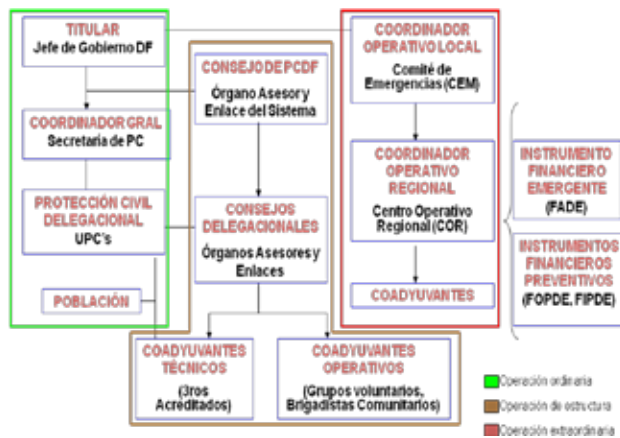 TITULAR
Jefe de Gobierno DF
COORDINADOR GRAL
Secretaría de PC
PROTECCIÓN CIVIL
DELEGACIONAL
UPC's
POBLACIÓN
CONSEJO DE PCDF
Órgano Asesor y
Enlace del Sistema
CONSEJOS
DELEGACIONALES
Órganos Asesores y
Enlaces
COADYUVANTES
TÉCNICOS
(3ros
Acreditados)
COADYUVANTES
OPERATIVOS
(Grupos voluntarios,
Brigadistas Comunitarios)
COORDINADOR
OPERATIVO LOCAL
Comité de
Emergencias (CEM)
COORDINADOR
OPERATIVO
REGIONAL
Centro Operativo
Regional (COR)
COADYUVANTES
INSTRUMENTO
FINANCIERO
EMERGENTE
(FADE)
INSTRUMENTOS
FINANCIEROS
PREVENTIVOS
(FOPDE, FIPDE)
Operación ordinaria
Operación de estructura
Operación extraordinaria